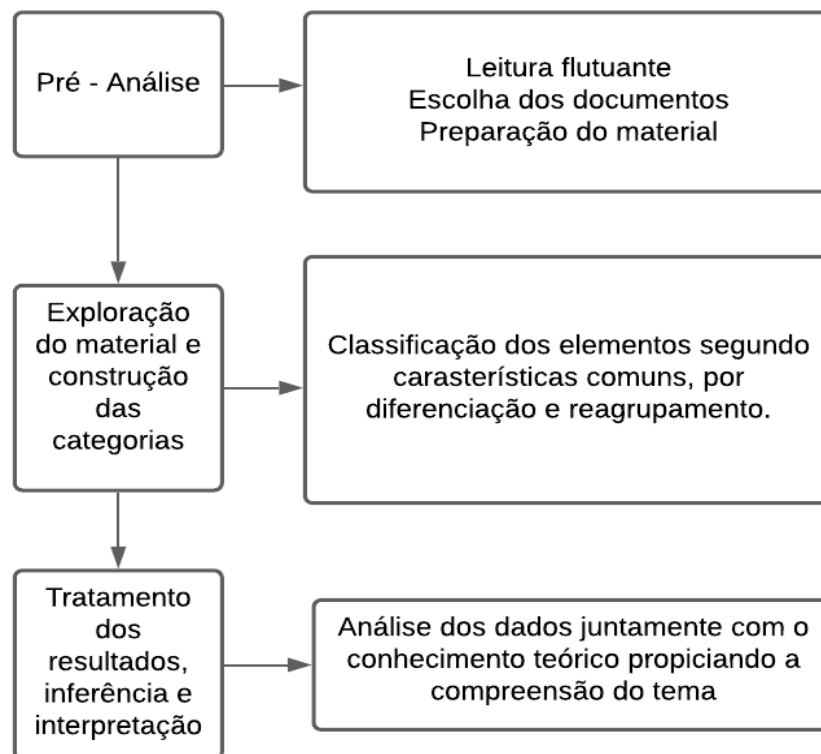 Pré - Análise
Leitura flutuante
Escolha dos documentos
Preparação do material
Exploração
do material e
construção
das
categorias
Classificação dos elementos segundo
carasterísticas comuns, por
diferenciação e reagrupamento.
Tratamento
dos
resultados,
inferência e
interpretação
Análise dos dados juntamente com o
conhecimento teórico propiciando a
compreensão do tema